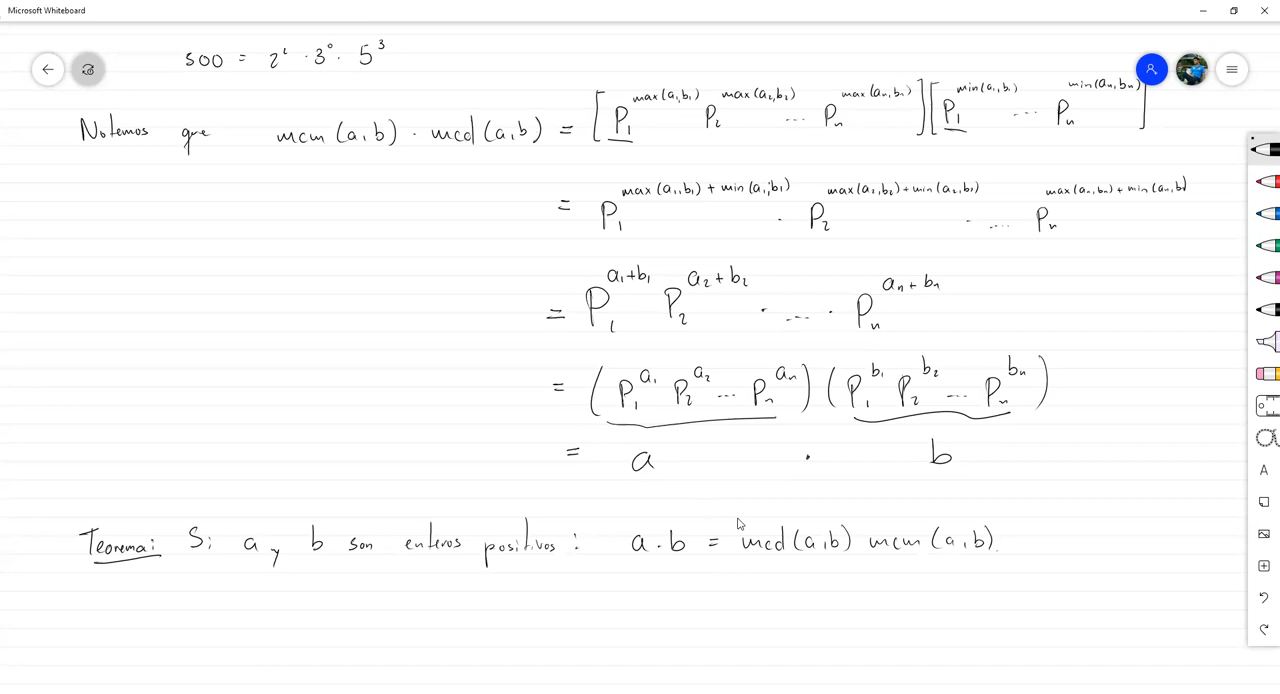 Microsoft Whiteboard
500 = 2² · 3⁰ · 5³
Notemos que mcm (a,b) · mcd (a,b) = [P₁^max(a₁,b₁) P₂^max(a₂,b₂) ... Pₙ^max(aₙ,bₙ)] [P₁^min(a₁,b₁) ... Pₙ^min(aₙ,bₙ)]
= P₁^max(a₁,b₁) + min(a₁,b₁) · P₂^max(a₂,b₂) + min(a₂,b₂) · ... Pₙ^max(aₙ,bₙ) + min(aₙ,bₙ)
= P₁^a₁+b₁ P₂^a₂+b₂ · ... · Pₙ^aₙ+bₙ
= (P₁^a₁ P₂^a₂ ... Pₙ^aₙ) (P₁^b₁ P₂^b₂ ... Pₙ^bₙ)
= a · b
Teorema: Si a y b son enteros positivos: a · b = mcd (a,b) mcm (a,b).
A